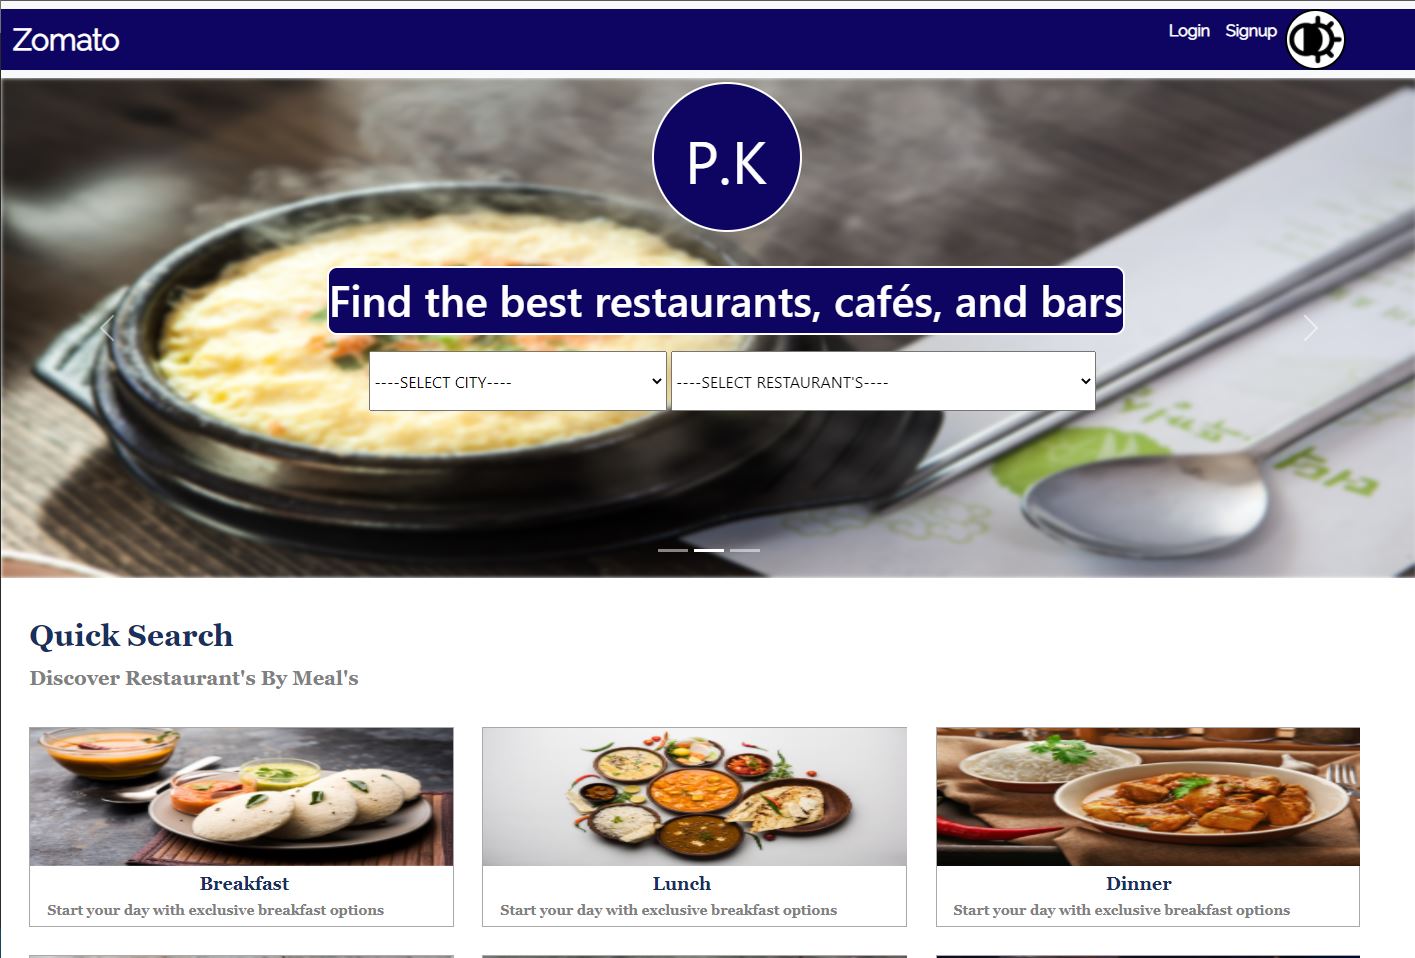 Zomato
Login Signup
P.K
Find the best restaurants, cafés, and bars
----SELECT CITY---- ----SELECT RESTAURANT'S----
Quick Search
Discover Restaurant's By Meal's
Breakfast
Start your day with exclusive breakfast options
Lunch
Start your day with exclusive breakfast options
Dinner
Start your day with exclusive breakfast options